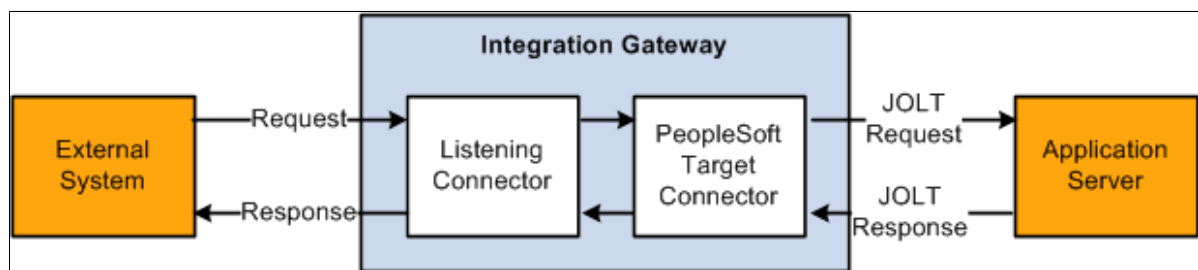 Integration Gateway
External
System
Request
Response
Listening
Connector
PeopleSoft
Target
Connector
JOLT
Request
JOLT
Response
Application
Server